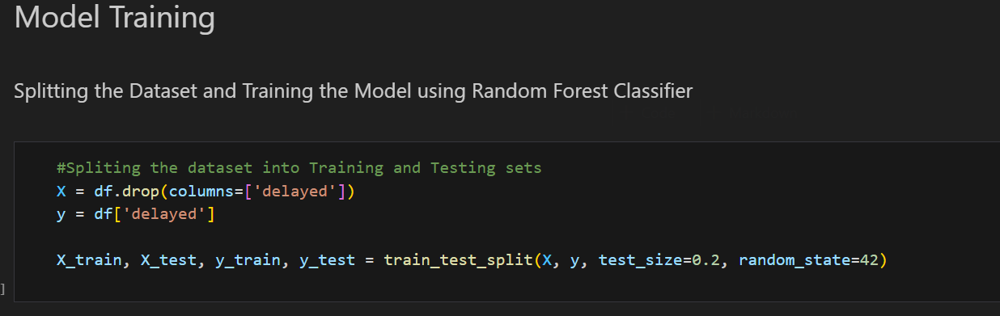 Model Training
Splitting the Dataset and Training the Model using Random Forest Classifier
#Spliting the dataset into Training and Testing sets
X = df.drop(columns=['delayed'])
y = df['delayed']
X_train, X_test, y_train, y_test = train_test_split(X, y, test_size=0.2, random_state=42)
]